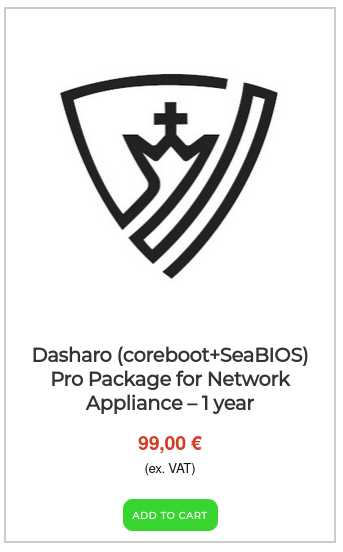 Dasharo (coreboot+SeaBIOS)
Pro Package for Network
Appliance – 1 year
99,00 €
(ex. VAT)
ADD TO CART